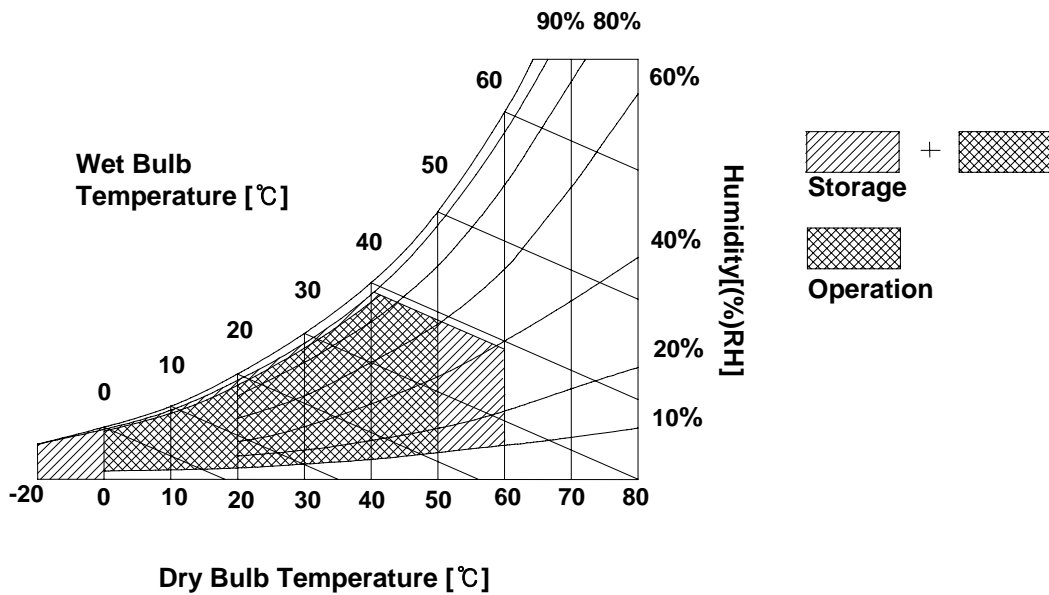 90% 80%
60
60%
50
Wet Bulb
Temperature [℃]
Storage
+
40
40%
30
Humidity[(%)RH]
Operation
20
20%
10
0
10%
-20 0 10 20 30 40 50 60 70 80
Dry Bulb Temperature [℃]